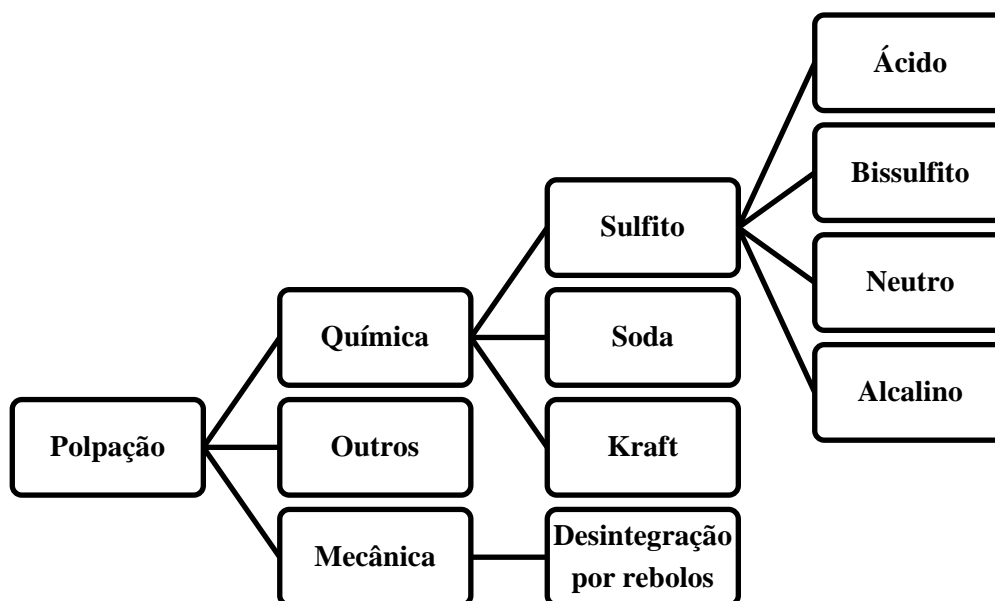 Ácido
Bissulfito
Sulfito
Neutro
Química
Soda
Alcalino
Polpação
Outros
Kraft
Mecânica
Desintegração
por rebolos